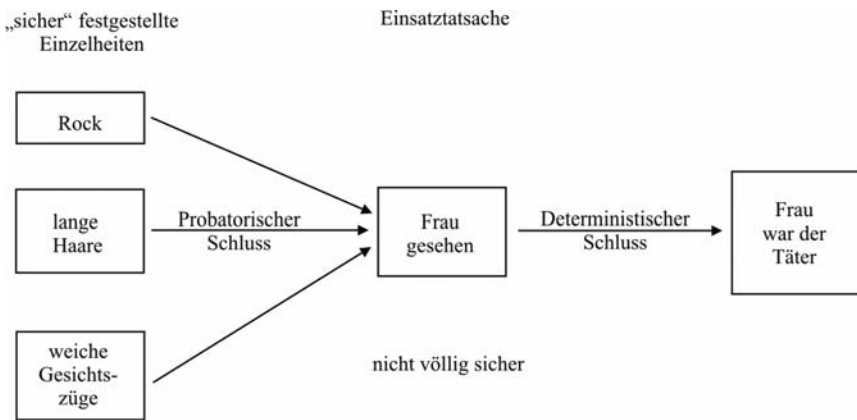 „sicher“ festgestellte
Einzelheiten
Einsatztatsache
Rock
lange
Haare
Probatorischer
Schluss
Frau
gesehen
Deterministischer
Schluss
Frau
war der
Täter
weiche
Gesichts-
züge
nicht völlig sicher